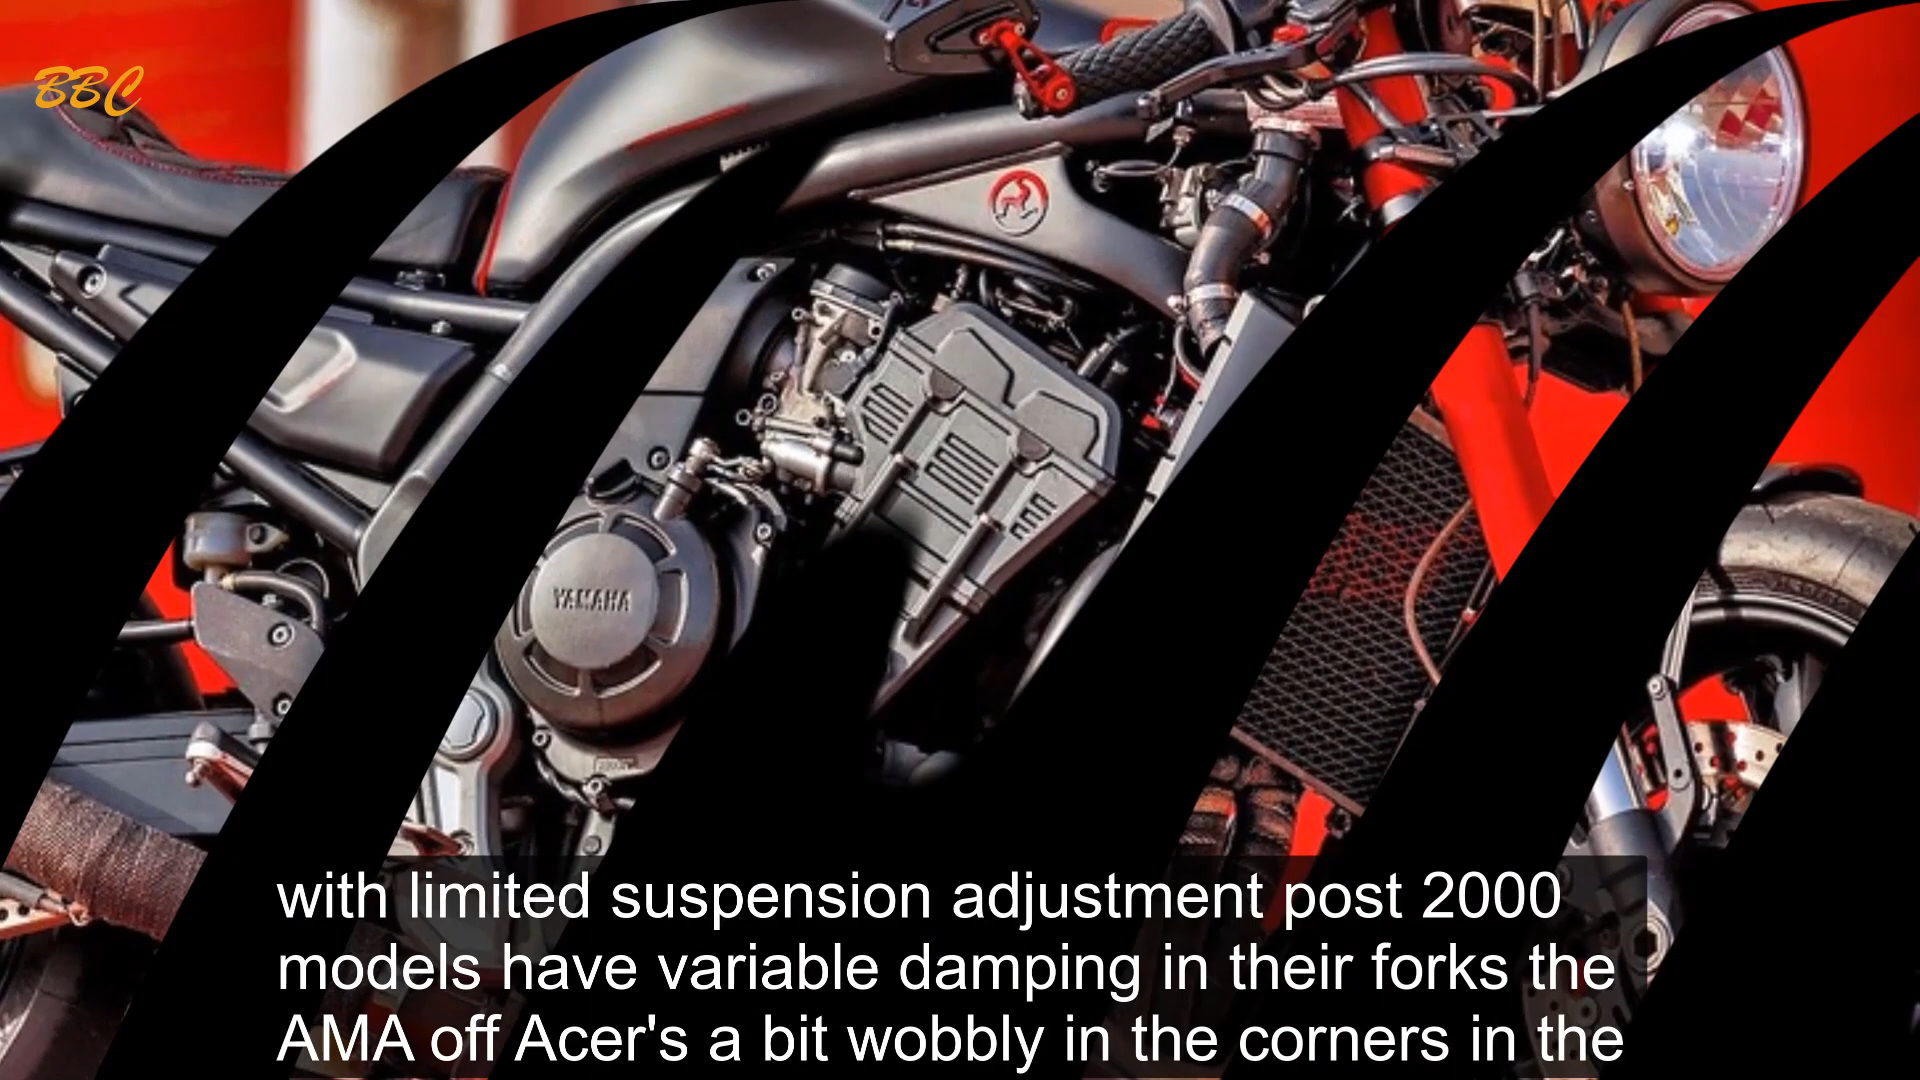 BBC
YAMAHA
with limited suspension adjustment post 2000
models have variable damping in their forks the
AMA off Acer's a bit wobbly in the corners in the